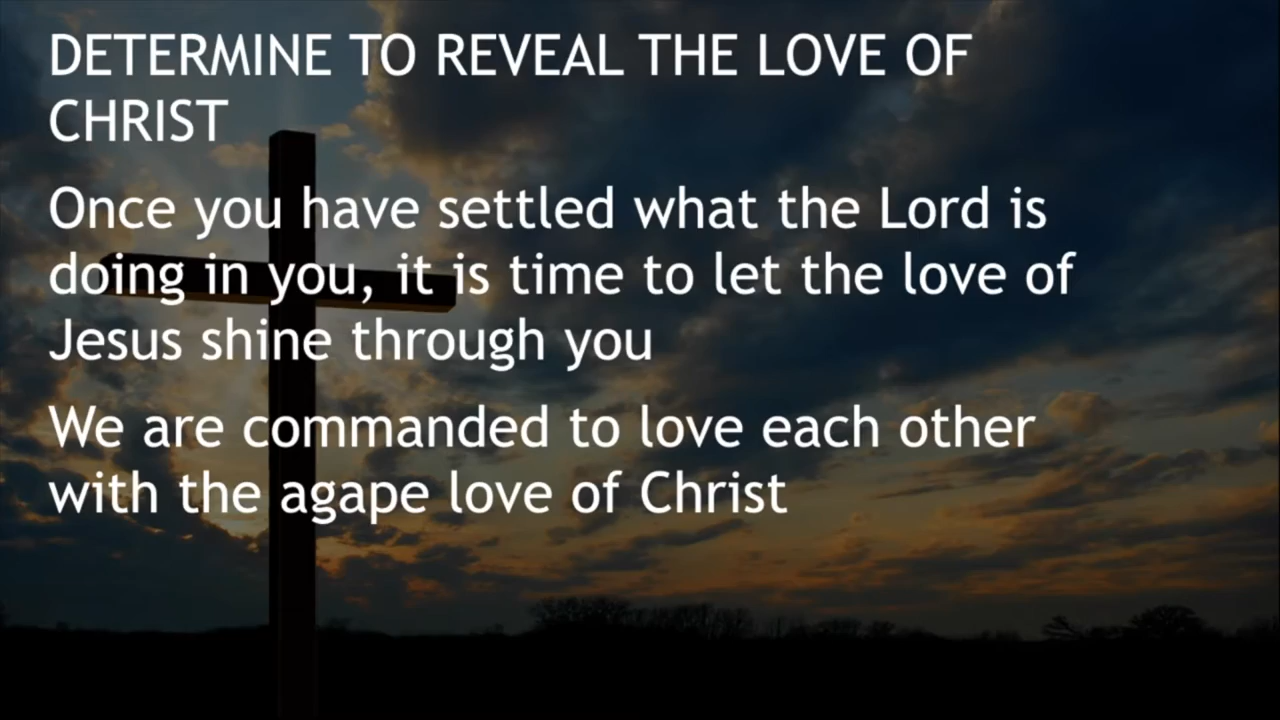 DETERMINE TO REVEAL THE LOVE OF
CHRIST
Once you have settled what the Lord is
doing in you, it is time to let the love of
Jesus shine through you
We are commanded to love each other
with the agape love of Christ